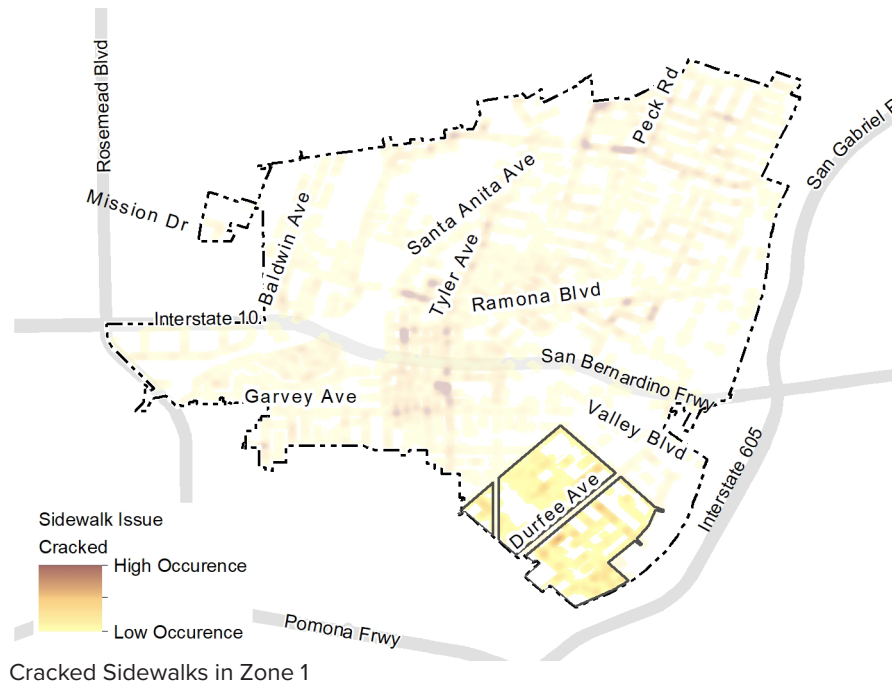 Rosemead Blvd
Peck Rd
San Gabriel R
Mission Dr
Baldwin Ave
Santa Anita Ave
Tyler Ave
Ramona Blvd
Interstate 10
San Bernardino Frwy
Garvey Ave
Valley Blvd
Durfee Ave
Interstate 605
Sidewalk Issue
Cracked
High Occurence
Low Occurence
Pomona Frwy
Cracked Sidewalks in Zone 1